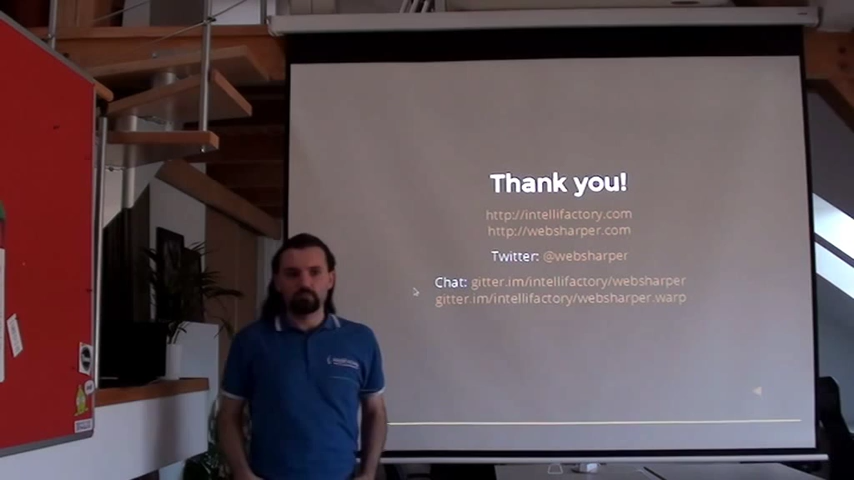 Thank you!
http://intellifactory.com
http://websharper.com
Twitter: @websharper
Chat: gitter.im/intellifactory/websharper
gitter.im/intellifactory/websharper.warp